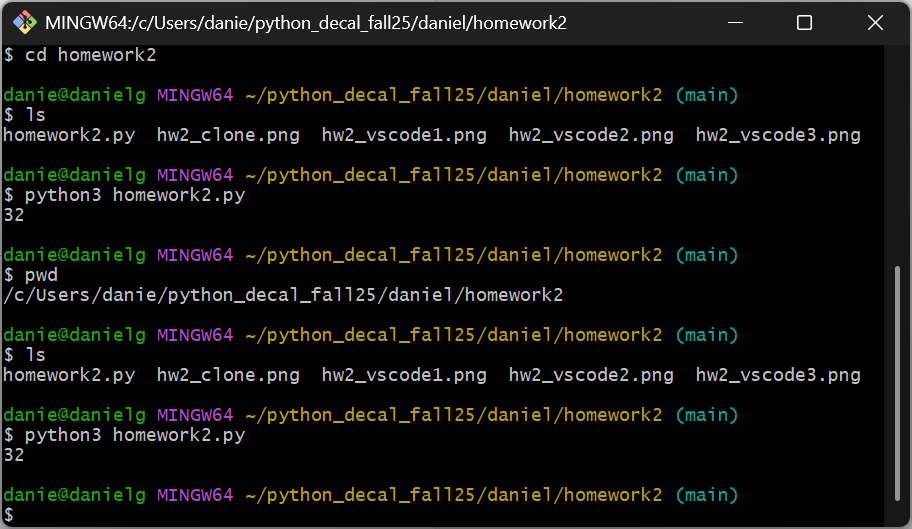 MINGW64:/c/Users/danie/python_decal_fall25/daniel/homework2
$ cd homework2
danie@danielg MINGW64 ~/python_decal_fall25/daniel/homework2 (main)
$ ls
homework2.py  hw2_clone.png  hw2_vscode1.png  hw2_vscode2.png  hw2_vscode3.png
danie@danielg MINGW64 ~/python_decal_fall25/daniel/homework2 (main)
$ python3 homework2.py
32
danie@danielg MINGW64 ~/python_decal_fall25/daniel/homework2 (main)
$ pwd
/c/Users/danie/python_decal_fall25/daniel/homework2
danie@danielg MINGW64 ~/python_decal_fall25/daniel/homework2 (main)
$ ls
homework2.py  hw2_clone.png  hw2_vscode1.png  hw2_vscode2.png  hw2_vscode3.png
danie@danielg MINGW64 ~/python_decal_fall25/daniel/homework2 (main)
$ python3 homework2.py
32
danie@danielg MINGW64 ~/python_decal_fall25/daniel/homework2 (main)
$